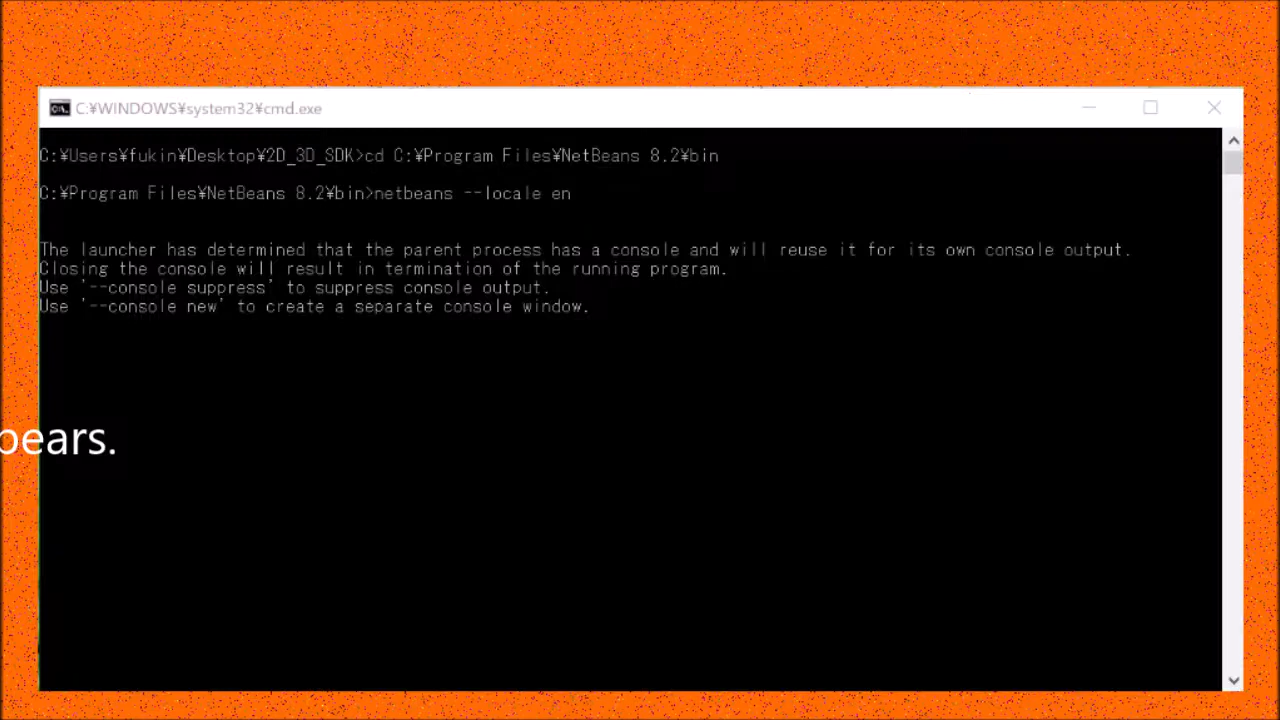 C:¥WINDOWS¥system32¥cmd.exe
C:¥Users¥fukin¥Desktop¥2D_3D_SDK>cd C:¥Program Files¥NetBeans 8.2¥bin
C:¥Program Files¥NetBeans 8.2¥bin>netbeans --locale en
The launcher has determined that the parent process has a console and will reuse it for its own console output.
Closing the console will result in termination of the running program.
Use '--console suppress' to suppress console output.
Use '--console new' to create a separate console window.
pears.